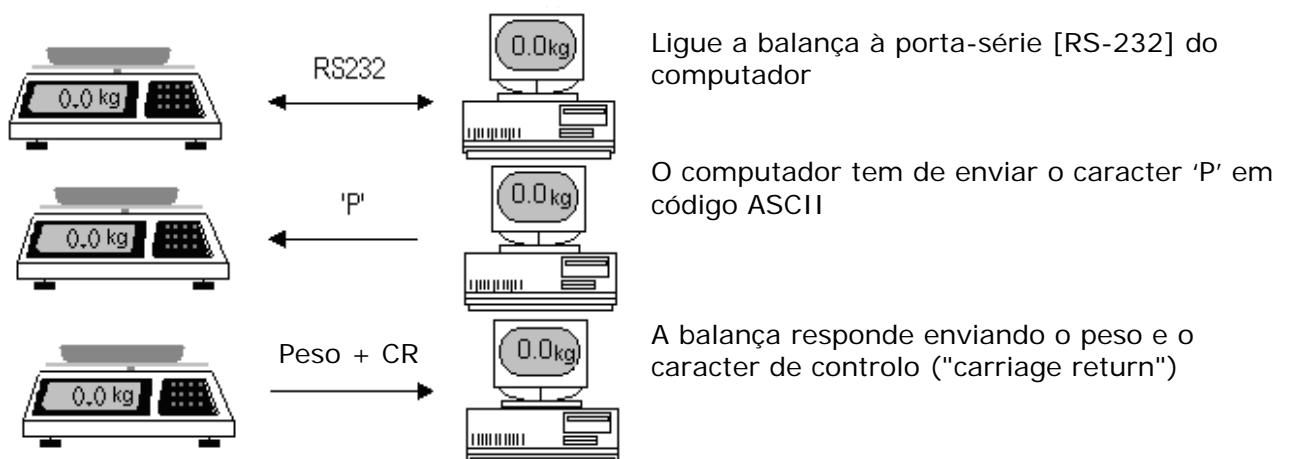 0.0 kg
RS232
0.0kg
Ligue a balança à porta-série [RS-232] do
computador
0.0 kg
'P'
0.0 kg
O computador tem de enviar o caracter ‘P’ em
código ASCII
0.0 kg
Peso + CR
0.0kg
A balança responde enviando o peso e o
caracter de controlo ("carriage return")